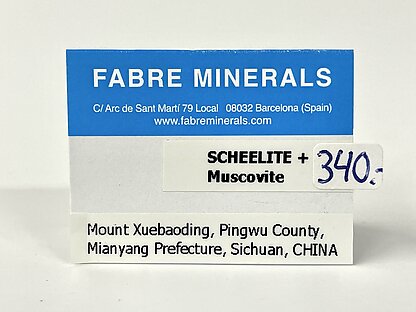 FABRE MINERALS
C/ Arc de Sant Martí 79 Local 08032 Barcelona (Spain)
www.fabreminerals.com
SCHEELITE +
Muscovite
340.-
Mount Xuebaoding, Pingwu County,
Mianyang Prefecture, Sichuan, CHINA